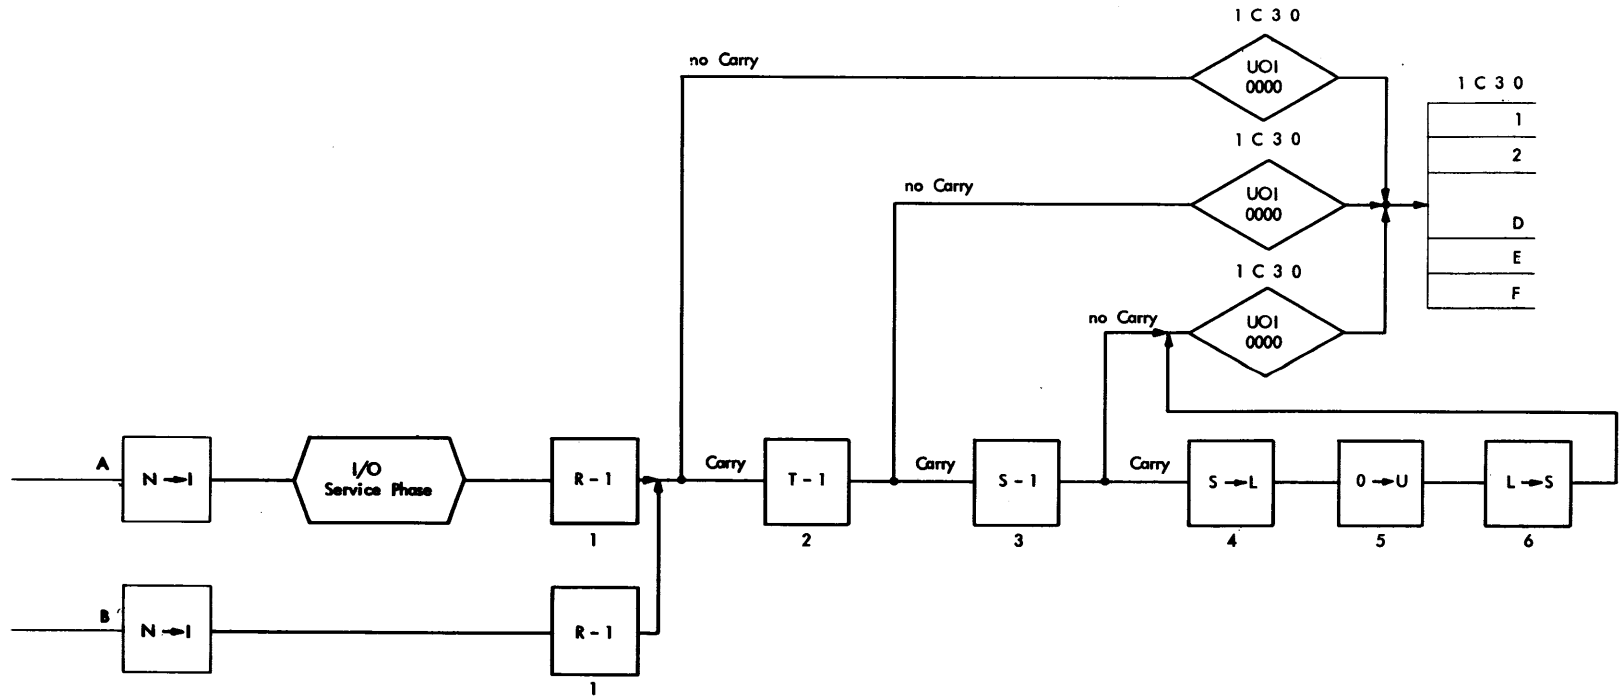 1 C 3 0
no Carry
UOI
0000
1 C 3 0
1
1 C 3 0
2
no Carry
UOI
0000
D
E
1 C 3 0
F
no Carry
UOI
0000
A
N → I
I/O
Service Phase
R - 1
Carry
T - 1
Carry
S - 1
Carry
S → L
0 → U
L → S
1
2
3
4
5
6
B
N → I
R - 1
1